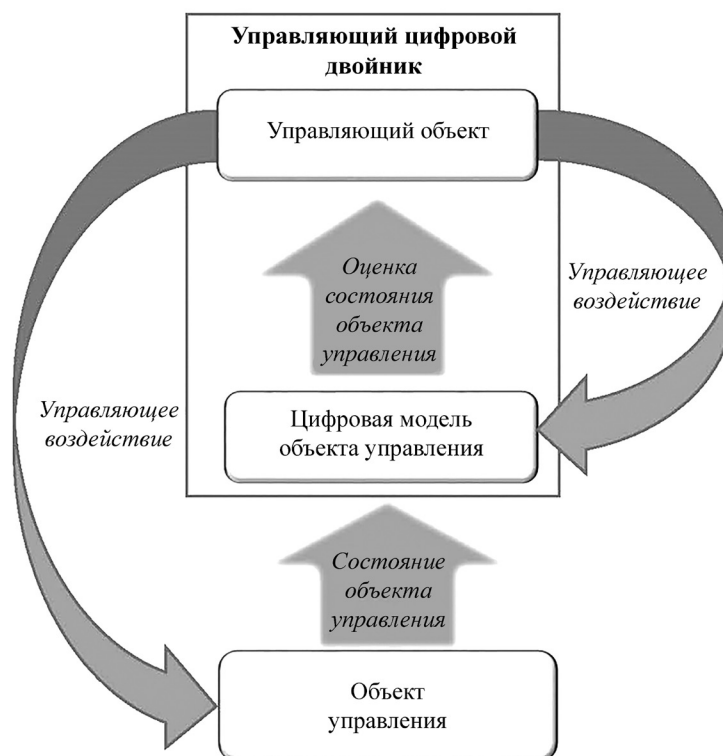 Управляющий цифровой
двойник
Управляющий объект
Оценка
состояния
объекта
управления
Управляющее
воздействие
Управляющее
воздействие
Цифровая модель
объекта управления
Состояние
объекта
управления
Объект
управления